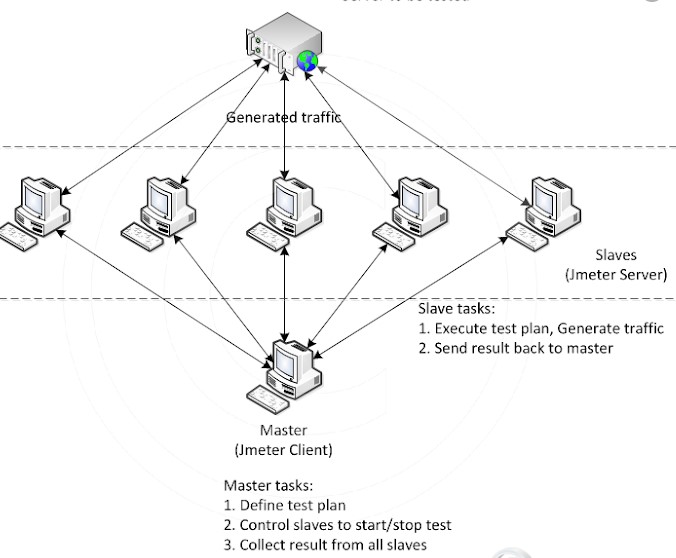 Generated traffic
Slaves
(Jmeter Server)
Slave tasks:
1. Execute test plan, Generate traffic
2. Send result back to master
Master
(Jmeter Client)
Master tasks:
1. Define test plan
2. Control slaves to start/stop test
3. Collect result from all slaves